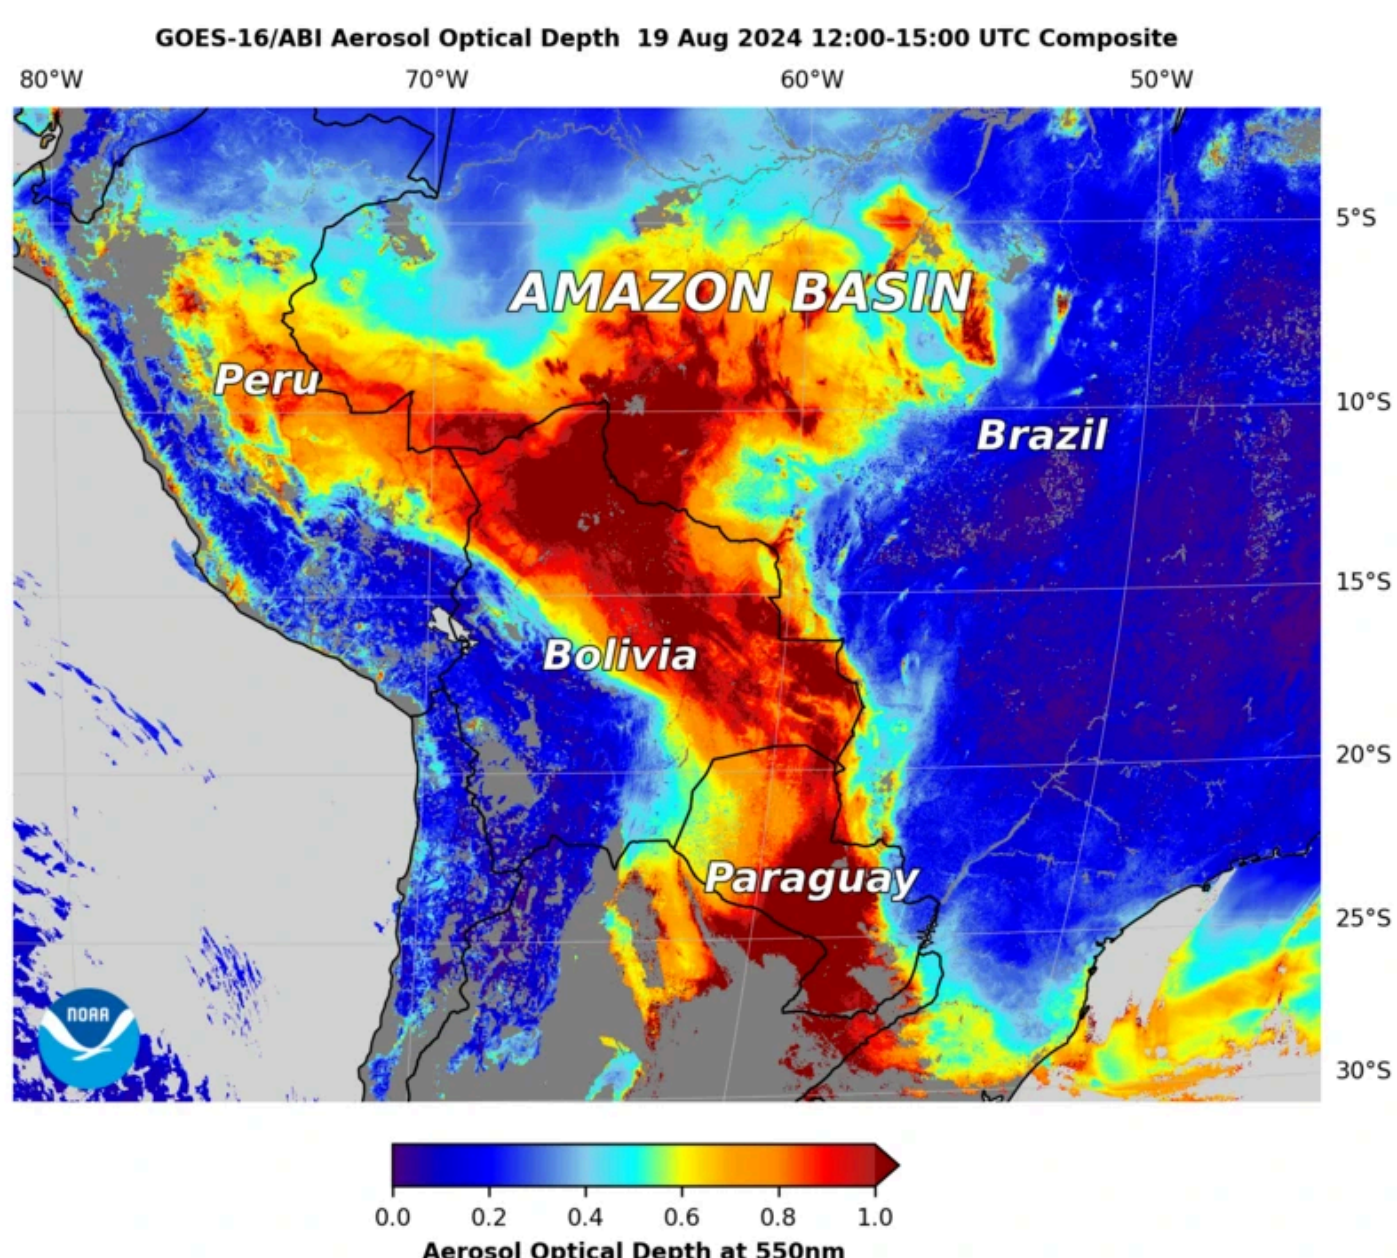 GOES-16/ABI Aerosol Optical Depth  19 Aug 2024 12:00-15:00 UTC Composite
80°W 70°W 60°W 50°W
5°S
AMAZON BASIN
Peru
10°S
Brazil
15°S
Bolivia
20°S
Paraguay
25°S
NOAA
30°S
0.0 0.2 0.4 0.6 0.8 1.0
Aerosol Optical Depth at 550nm